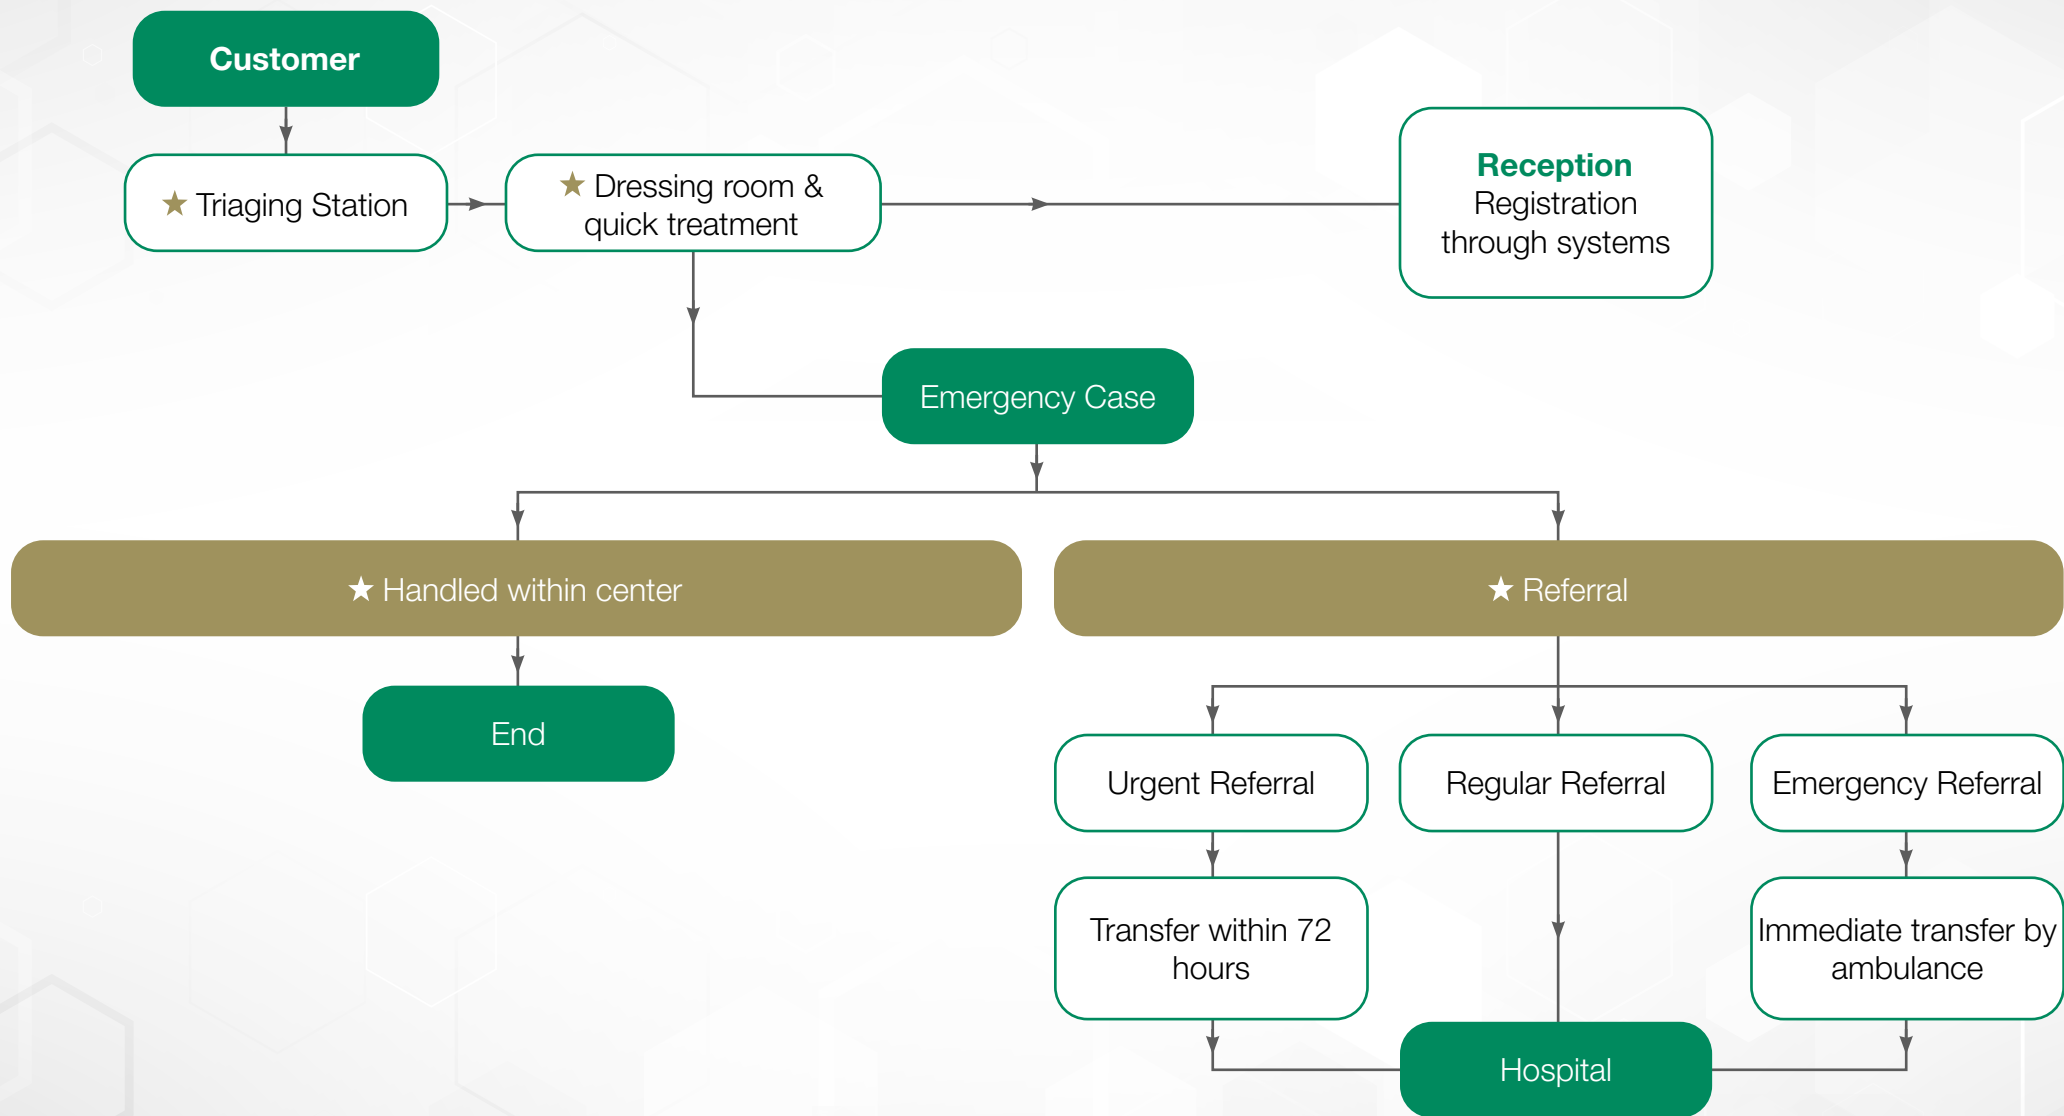 Customer
★ Triaging Station
★ Dressing room &
quick treatment
Reception
Registration
through systems
Emergency Case
★ Handled within center
★ Referral
End
Urgent Referral
Regular Referral
Emergency Referral
Transfer within 72
hours
Immediate transfer by
ambulance
Hospital